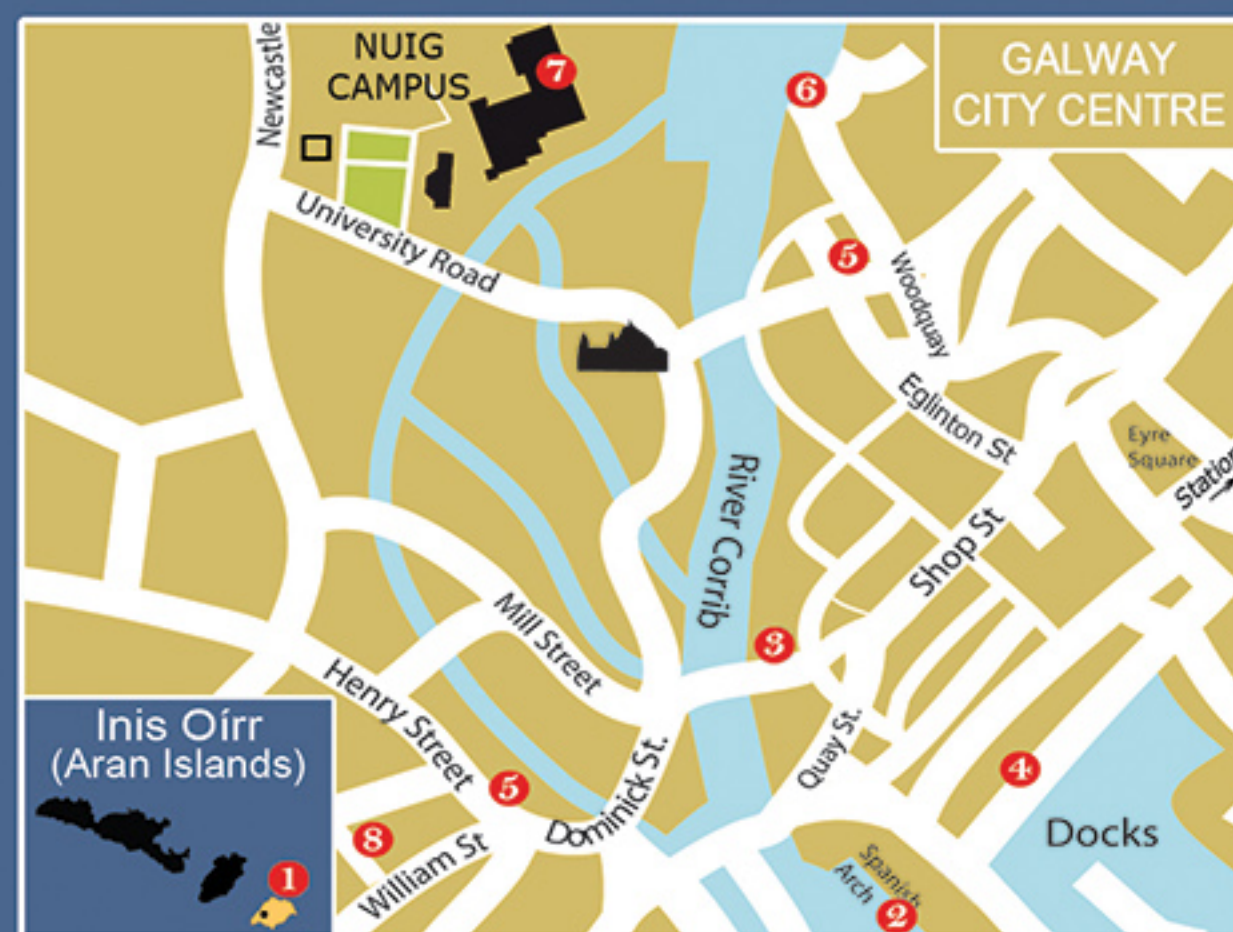 NUIG
CAMPUS
7
6
GALWAY
CITY CENTRE
Newcastle
University Road
5
Woodquay
Eglinton St
Eyre
Square
Station
River Corrib
Shop St
Mill Street
3
Henry Street
Quay St.
Inis Oírr
(Aran Islands)
Dominick St.
5
4
Docks
8
William St
Spanish
Arch
1
2